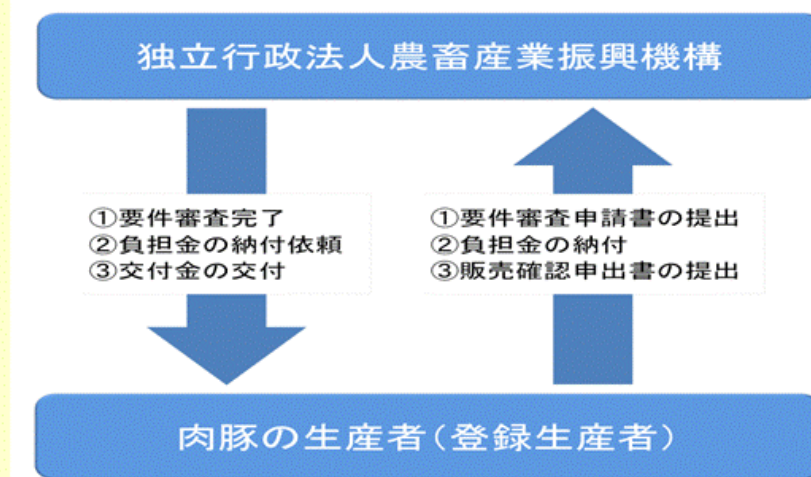 独立行政法人農畜産業振興機構
①要件審査完了
②負担金の納付依頼
③交付金の交付
①要件審査申請書の提出
②負担金の納付
③販売確認申出書の提出
肉豚の生産者（登録生産者）